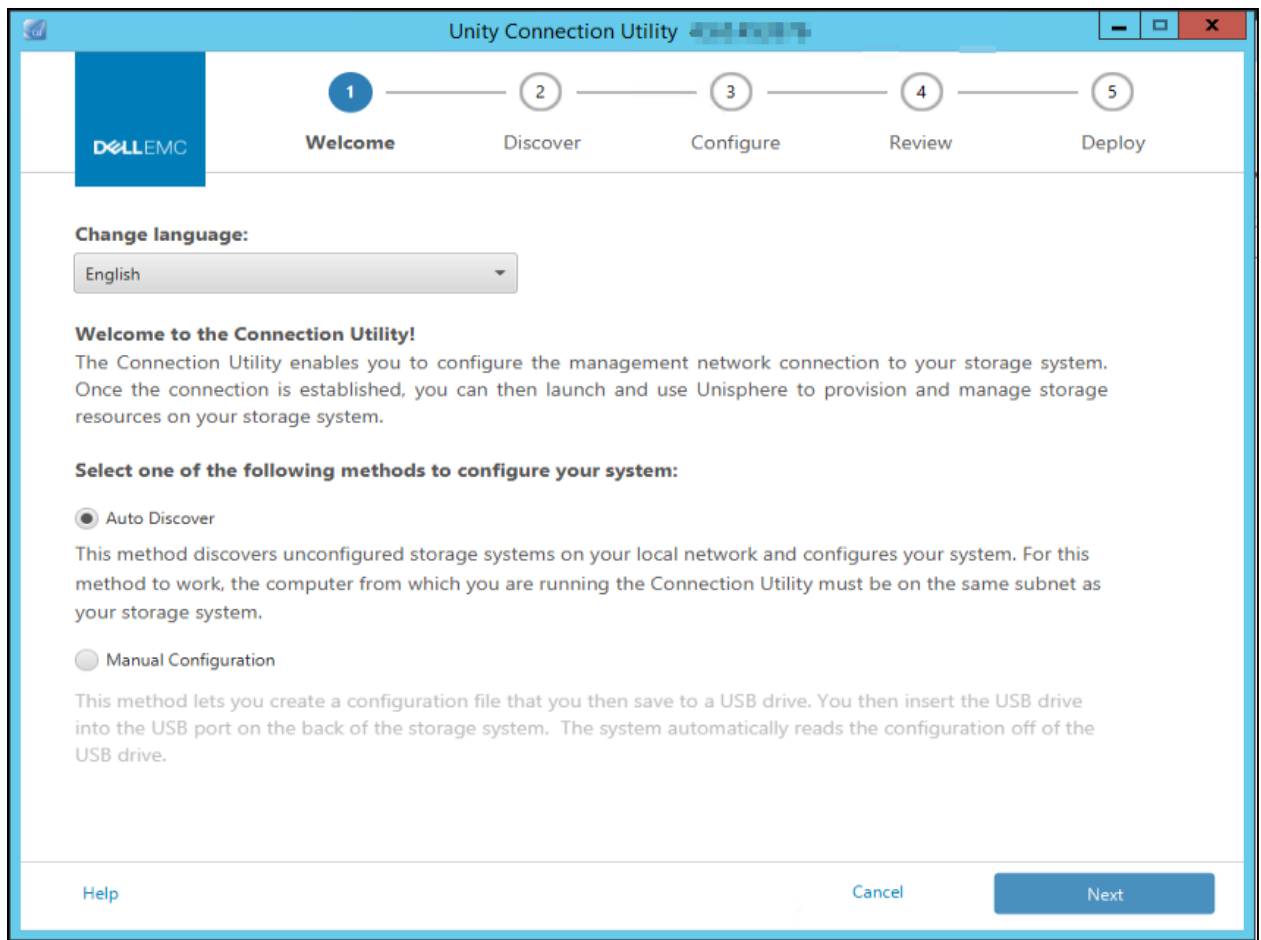 Unity Connection Utility
1 2 3 4 5
DELLEMC
Welcome Discover Configure Review Deploy
Change language:
English
Welcome to the Connection Utility!
The Connection Utility enables you to configure the management network connection to your storage system.
Once the connection is established, you can then launch and use Unisphere to provision and manage storage
resources on your storage system.
Select one of the following methods to configure your system:
Auto Discover
This method discovers unconfigured storage systems on your local network and configures your system. For this
method to work, the computer from which you are running the Connection Utility must be on the same subnet as
your storage system.
Manual Configuration
This method lets you create a configuration file that you then save to a USB drive. You then insert the USB drive
into the USB port on the back of the storage system. The system automatically reads the configuration off of the
USB drive.
Help Cancel Next